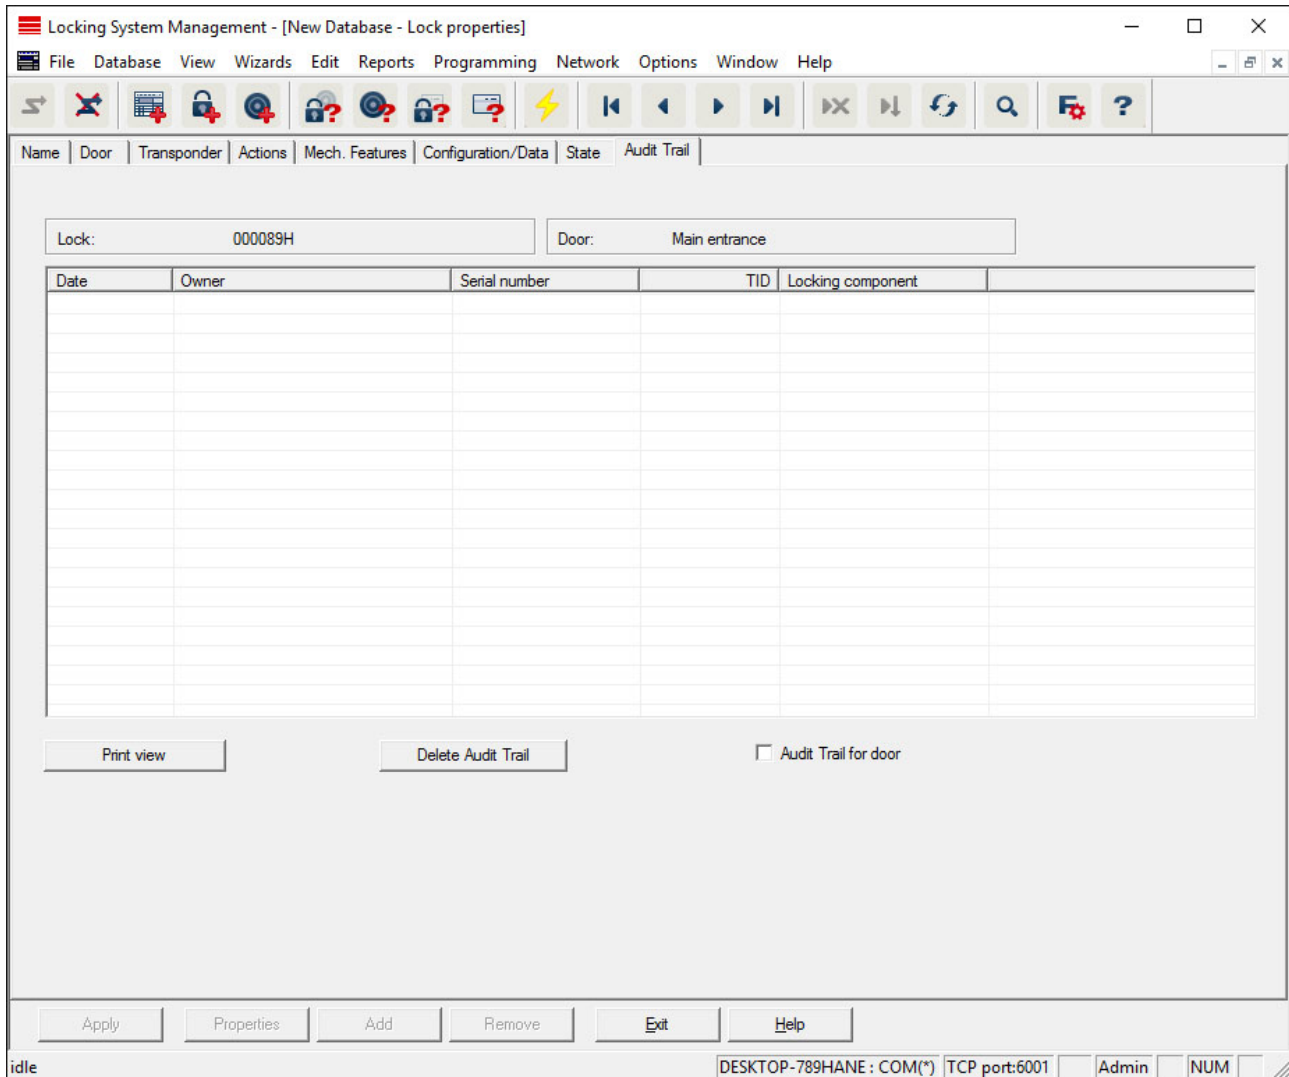 Locking System Management - [New Database - Lock properties]
File Database View Wizards Edit Reports Programming Network Options Window Help
Name Door Transponder Actions Mech. Features Configuration/Data State Audit Trail
Lock: 000089H Door: Main entrance
Date Owner Serial number TID Locking component
Print view Delete Audit Trail Audit Trail for door
Apply Properties Add Remove Exit Help
idle DESKTOP-789HANE : COM(*) TCP port:6001 Admin NUM